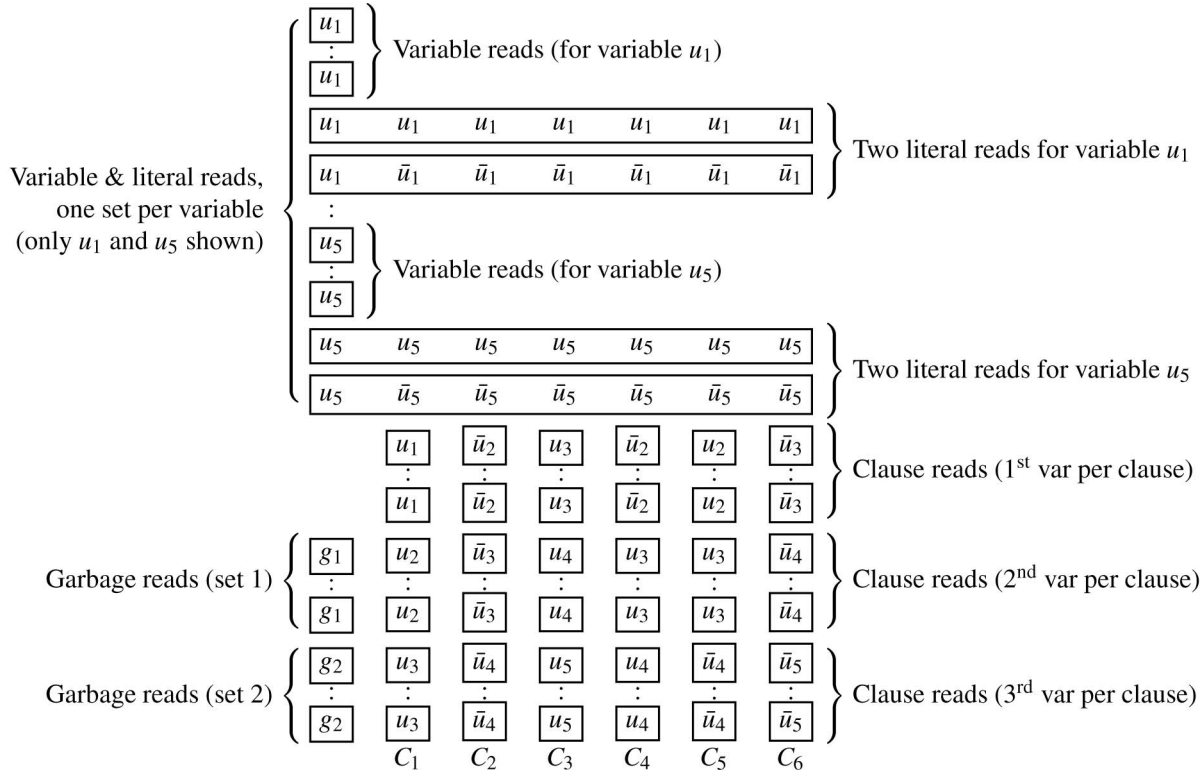 u₁
⋮
u₁
Variable reads (for variable u₁)
u₁ u₁ u₁ u₁ u₁ u₁ u₁
u₁ ū₁ ū₁ ū₁ ū₁ ū₁ ū₁
Two literal reads for variable u₁
Variable & literal reads,
one set per variable
(only u₁ and u₅ shown)
⋮
u₅
⋮
u₅
Variable reads (for variable u₅)
u₅ u₅ u₅ u₅ u₅ u₅ u₅
u₅ ū₅ ū₅ ū₅ ū₅ ū₅ ū₅
Two literal reads for variable u₅
u₁ ū₂ u₃ ū₂ u₂ ū₃
⋮ ⋮ ⋮ ⋮ ⋮ ⋮
u₁ ū₂ u₃ ū₂ u₂ ū₃
Clause reads (1st var per clause)
Garbage reads (set 1)
g₁ u₂ ū₃ u₄ u₃ u₃ ū₄
⋮ ⋮ ⋮ ⋮ ⋮ ⋮ ⋮
g₁ u₂ ū₃ u₄ u₃ u₃ ū₄
Clause reads (2nd var per clause)
Garbage reads (set 2)
g₂ u₃ ū₄ u₅ u₄ ū₄ ū₅
⋮ ⋮ ⋮ ⋮ ⋮ ⋮ ⋮
g₂ u₃ ū₄ u₅ u₄ ū₄ ū₅
Clause reads (3rd var per clause)
C₁ C₂ C₃ C₄ C₅ C₆